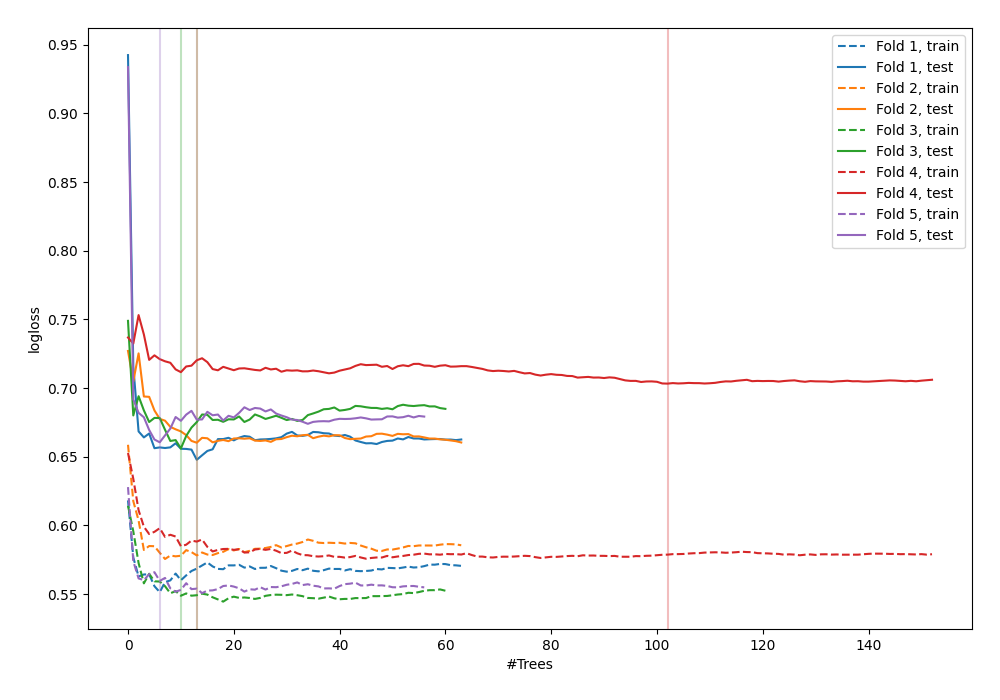 0.95
0.90
0.85
0.80
0.75
0.70
0.65
0.60
0.55
logloss
0
20
40
60
80
100
120
140
#Trees
Fold 1, train
Fold 1, test
Fold 2, train
Fold 2, test
Fold 3, train
Fold 3, test
Fold 4, train
Fold 4, test
Fold 5, train
Fold 5, test